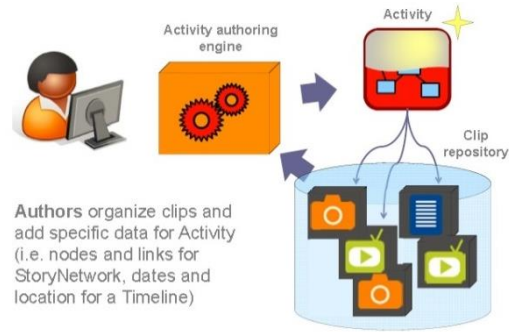 Activity authoring
engine
Activity
Clip
repository
Authors organize clips and
add specific data for Activity
(i.e. nodes and links for
StoryNetwork, dates and
location for a Timeline)